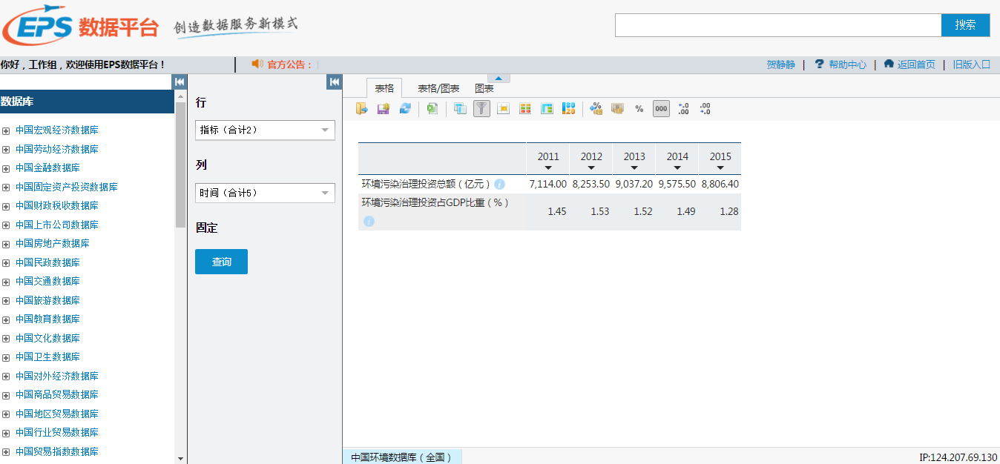 EPS 数据平台 创造数据服务新模式
搜索
你好，工作组，欢迎使用EPS数据平台！
官方公告：
贺静静 | ? 帮助中心 | 返回首页 | 旧版入口
数据库
中国宏观经济数据库
中国劳动经济数据库
中国金融数据库
中国固定资产投资数据库
中国财政税收数据库
中国上市公司数据库
中国房地产数据库
中国民政数据库
中国交通数据库
中国旅游数据库
中国教育数据库
中国文化数据库
中国卫生数据库
中国对外经济数据库
中国商品贸易数据库
中国地区贸易数据库
中国行业贸易数据库
中国贸易指数数据库
行
指标（合计2）
列
时间（合计5）
固定
查询
表格 表格/图表 图表
% 000 .00 .00
2011 2012 2013 2014 2015
环境污染治理投资总额（亿元） 7,114.00 8,253.50 9,037.20 9,575.50 8,806.40
环境污染治理投资占GDP比重（%） 1.45 1.53 1.52 1.49 1.28
中国环境数据库（全国）
IP:124.207.69.130